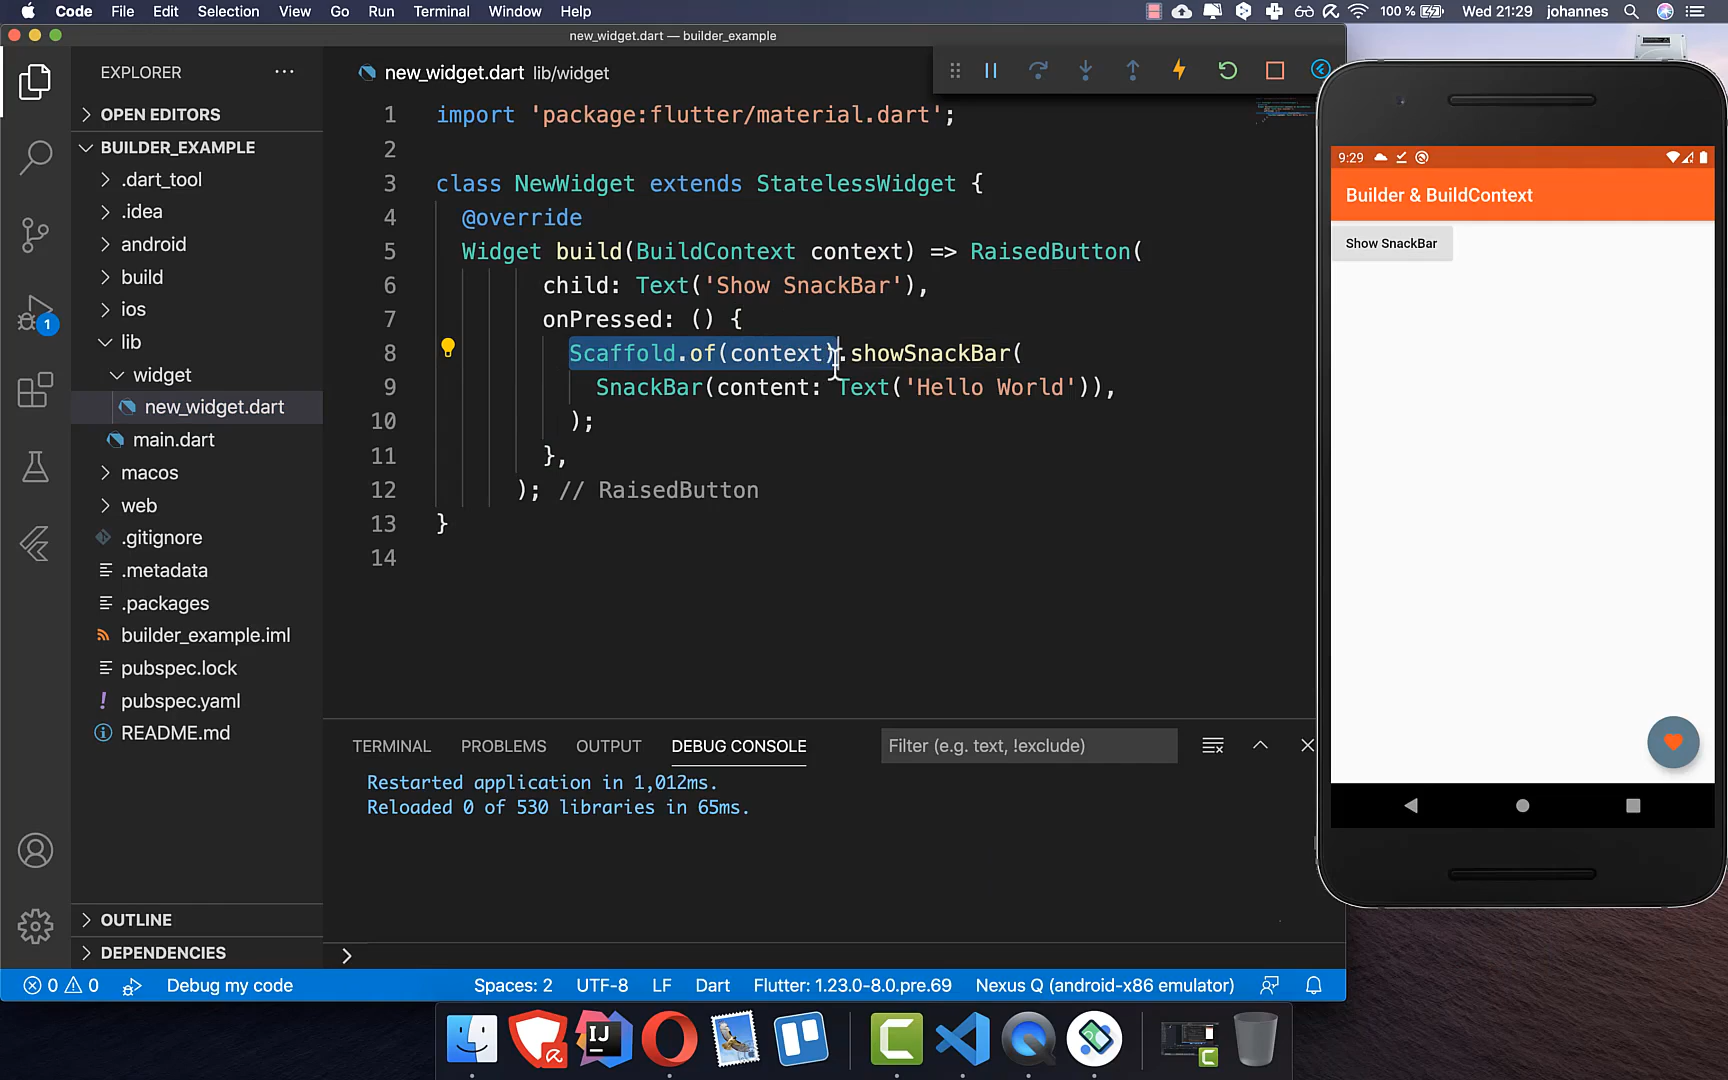 Code File Edit Selection View Go Run Terminal Window Help 100 % Wed 21:29 johannes
new_widget.dart — builder_example
EXPLORER
OPEN EDITORS
BUILDER_EXAMPLE
.dart_tool
.idea
android
build
ios
lib
widget
new_widget.dart
main.dart
macos
web
.gitignore
.metadata
.packages
builder_example.iml
pubspec.lock
pubspec.yaml
README.md
OUTLINE
DEPENDENCIES
1
new_widget.dart lib/widget
1 import 'package:flutter/material.dart';
2
3 class NewWidget extends StatelessWidget {
4 @override
5 Widget build(BuildContext context) => RaisedButton(
6 child: Text('Show SnackBar'),
7 onPressed: () {
8 Scaffold.of(context).showSnackBar(
9 SnackBar(content: Text('Hello World')),
10 );
11 },
12 ); // RaisedButton
13 }
14
TERMINAL PROBLEMS OUTPUT DEBUG CONSOLE Filter (e.g. text, !exclude)
Restarted application in 1,012ms.
Reloaded 0 of 530 libraries in 65ms.
0 0 Debug my code Spaces: 2 UTF-8 LF Dart Flutter: 1.23.0-8.0.pre.69 Nexus Q (android-x86 emulator)
9:29
Builder & BuildContext
Show SnackBar
IJ